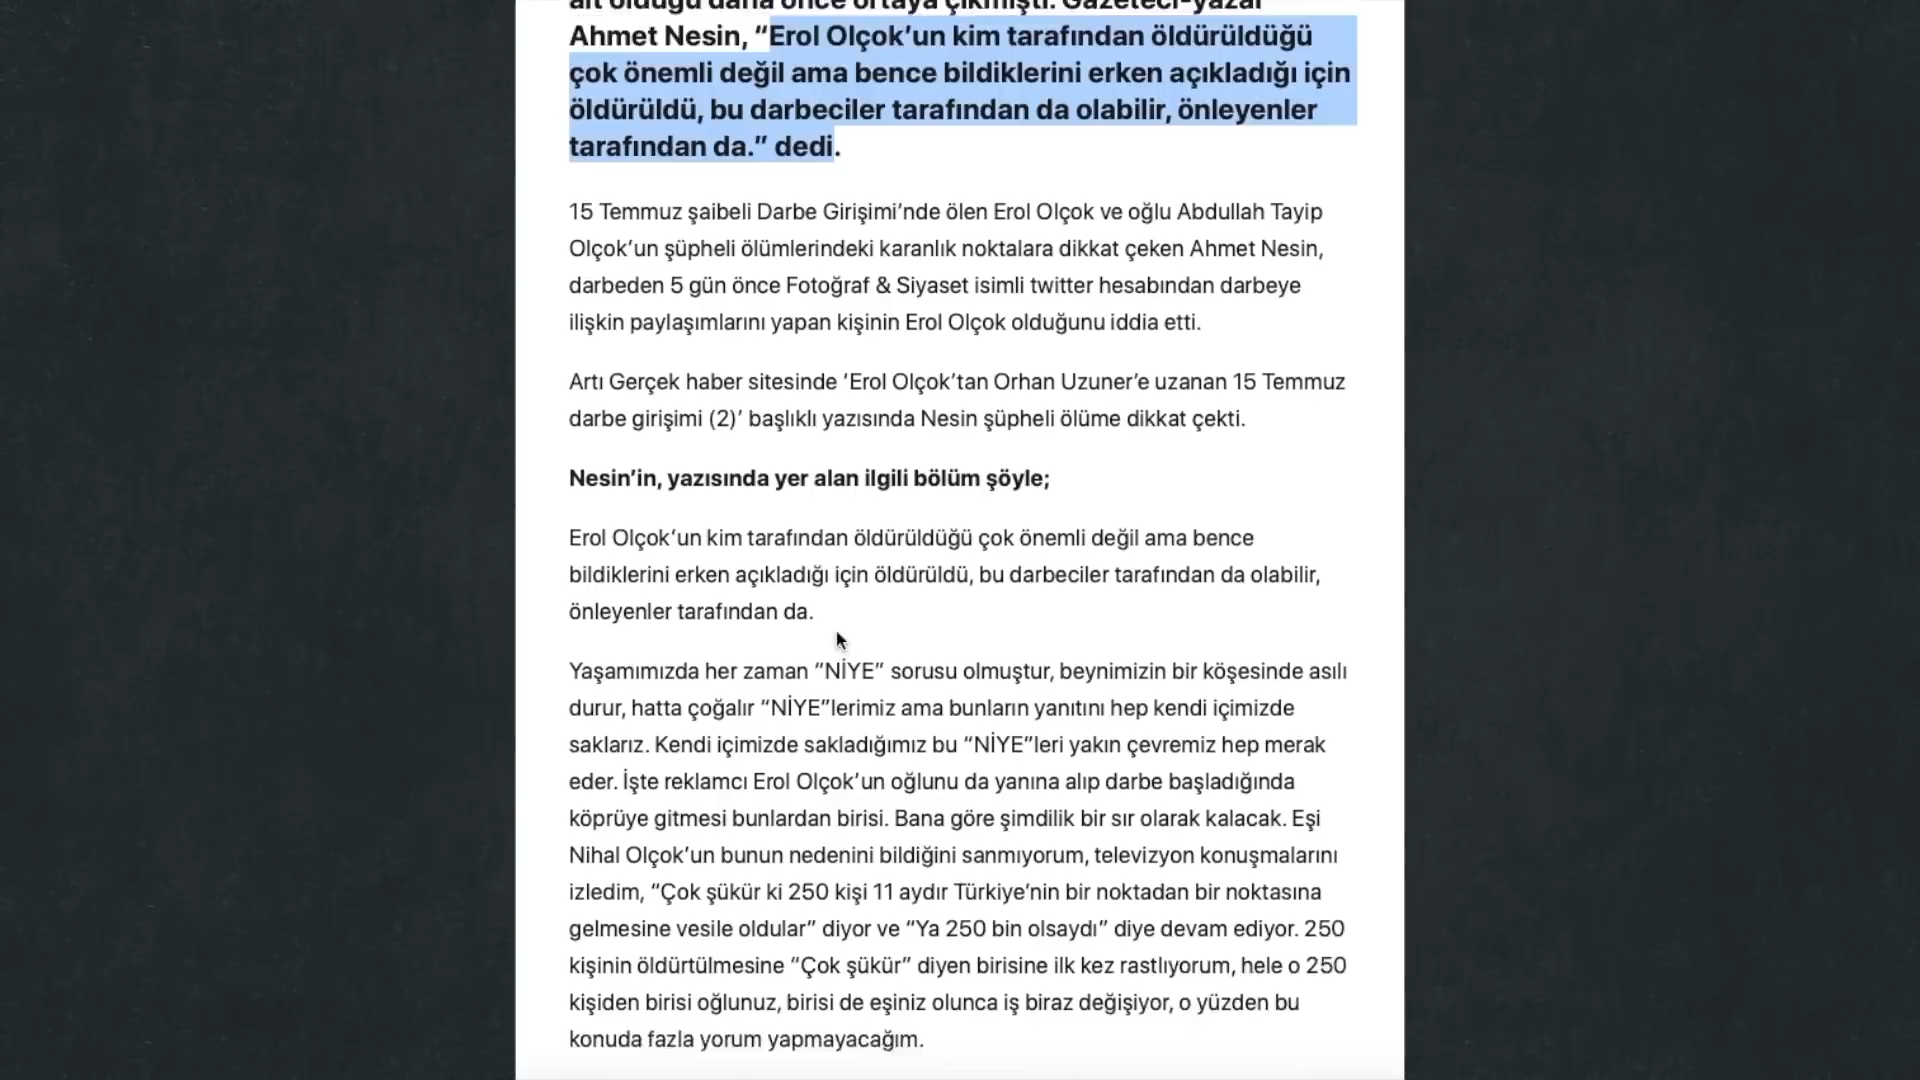 ait olduğu daha önce ortaya çıkmıştı. Gazeteci-yazar
Ahmet Nesin, “Erol Olçok’un kim tarafından öldürüldüğü
çok önemli değil ama bence bildiklerini erken açıkladığı için
öldürüldü, bu darbeciler tarafından da olabilir, önleyenler
tarafından da.” dedi.
15 Temmuz şaibeli Darbe Girişimi’nde ölen Erol Olçok ve oğlu Abdullah Tayip
Olçok’un şüpheli ölümlerindeki karanlık noktalara dikkat çeken Ahmet Nesin,
darbeden 5 gün önce Fotoğraf & Siyaset isimli twitter hesabından darbeye
ilişkin paylaşımlarını yapan kişinin Erol Olçok olduğunu iddia etti.
Artı Gerçek haber sitesinde ‘Erol Olçok’tan Orhan Uzuner’e uzanan 15 Temmuz
darbe girişimi (2)’ başlıklı yazısında Nesin şüpheli ölüme dikkat çekti.
Nesin’in, yazısında yer alan ilgili bölüm şöyle;
Erol Olçok’un kim tarafından öldürüldüğü çok önemli değil ama bence
bildiklerini erken açıkladığı için öldürüldü, bu darbeciler tarafından da olabilir,
önleyenler tarafından da.
Yaşamımızda her zaman “NİYE” sorusu olmuştur, beynimizin bir köşesinde asılı
durur, hatta çoğalır “NİYE”lerimiz ama bunların yanıtını hep kendi içimizde
saklarız. Kendi içimizde sakladığımız bu “NİYE”leri yakın çevremiz hep merak
eder. İşte reklamcı Erol Olçok’un oğlunu da yanına alıp darbe başladığında
köprüye gitmesi bunlardan birisi. Bana göre şimdilik bir sır olarak kalacak. Eşi
Nihal Olçok’un bunun nedenini bildiğini sanmıyorum, televizyon konuşmalarını
izledim, “Çok şükür ki 250 kişi 11 aydır Türkiye’nin bir noktadan bir noktasına
gelmesine vesile oldular” diyor ve “Ya 250 bin olsaydı” diye devam ediyor. 250
kişinin öldürtülmesine “Çok şükür” diyen birisine ilk kez rastlıyorum, hele o 250
kişiden birisi oğlunuz, birisi de eşiniz olunca iş biraz değişiyor, o yüzden bu
konuda fazla yorum yapmayacağım.